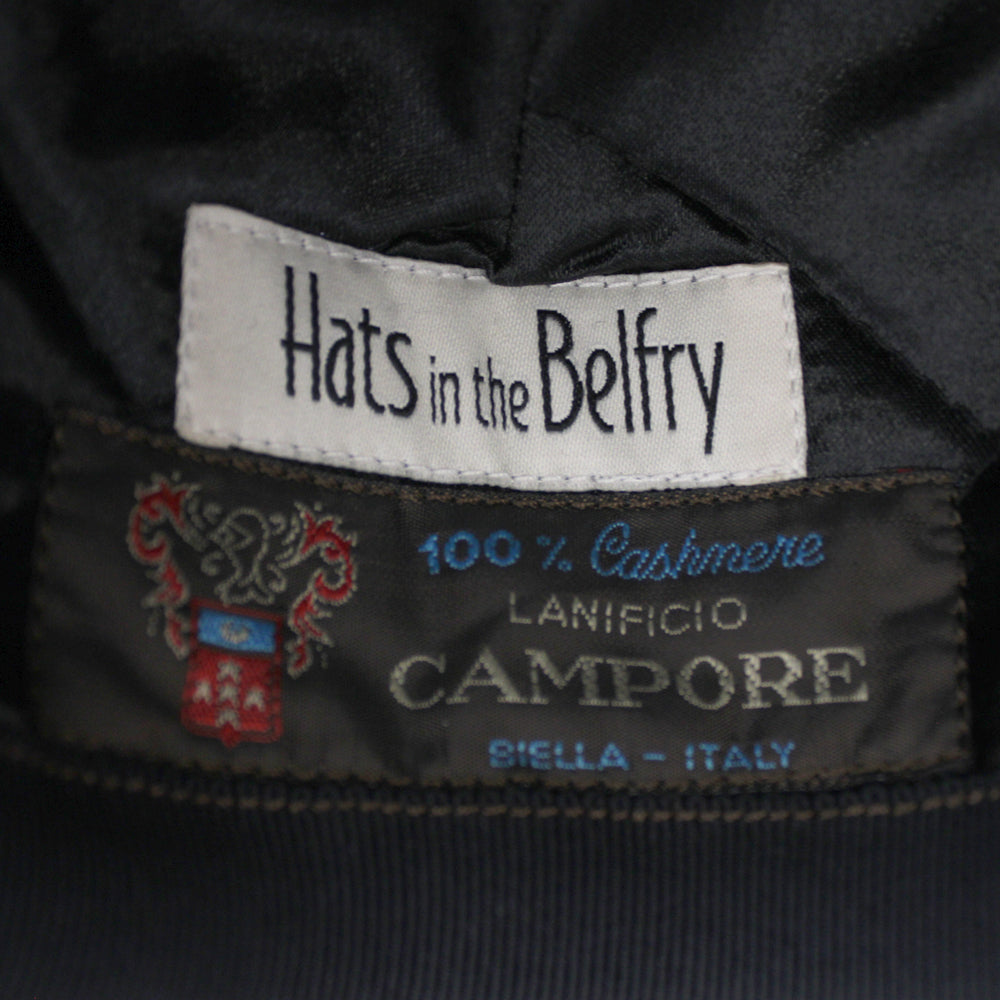 Hats in the Belfry
100 % Cashmere
LANIFICIO
CAMPORE
BIELLA - ITALY